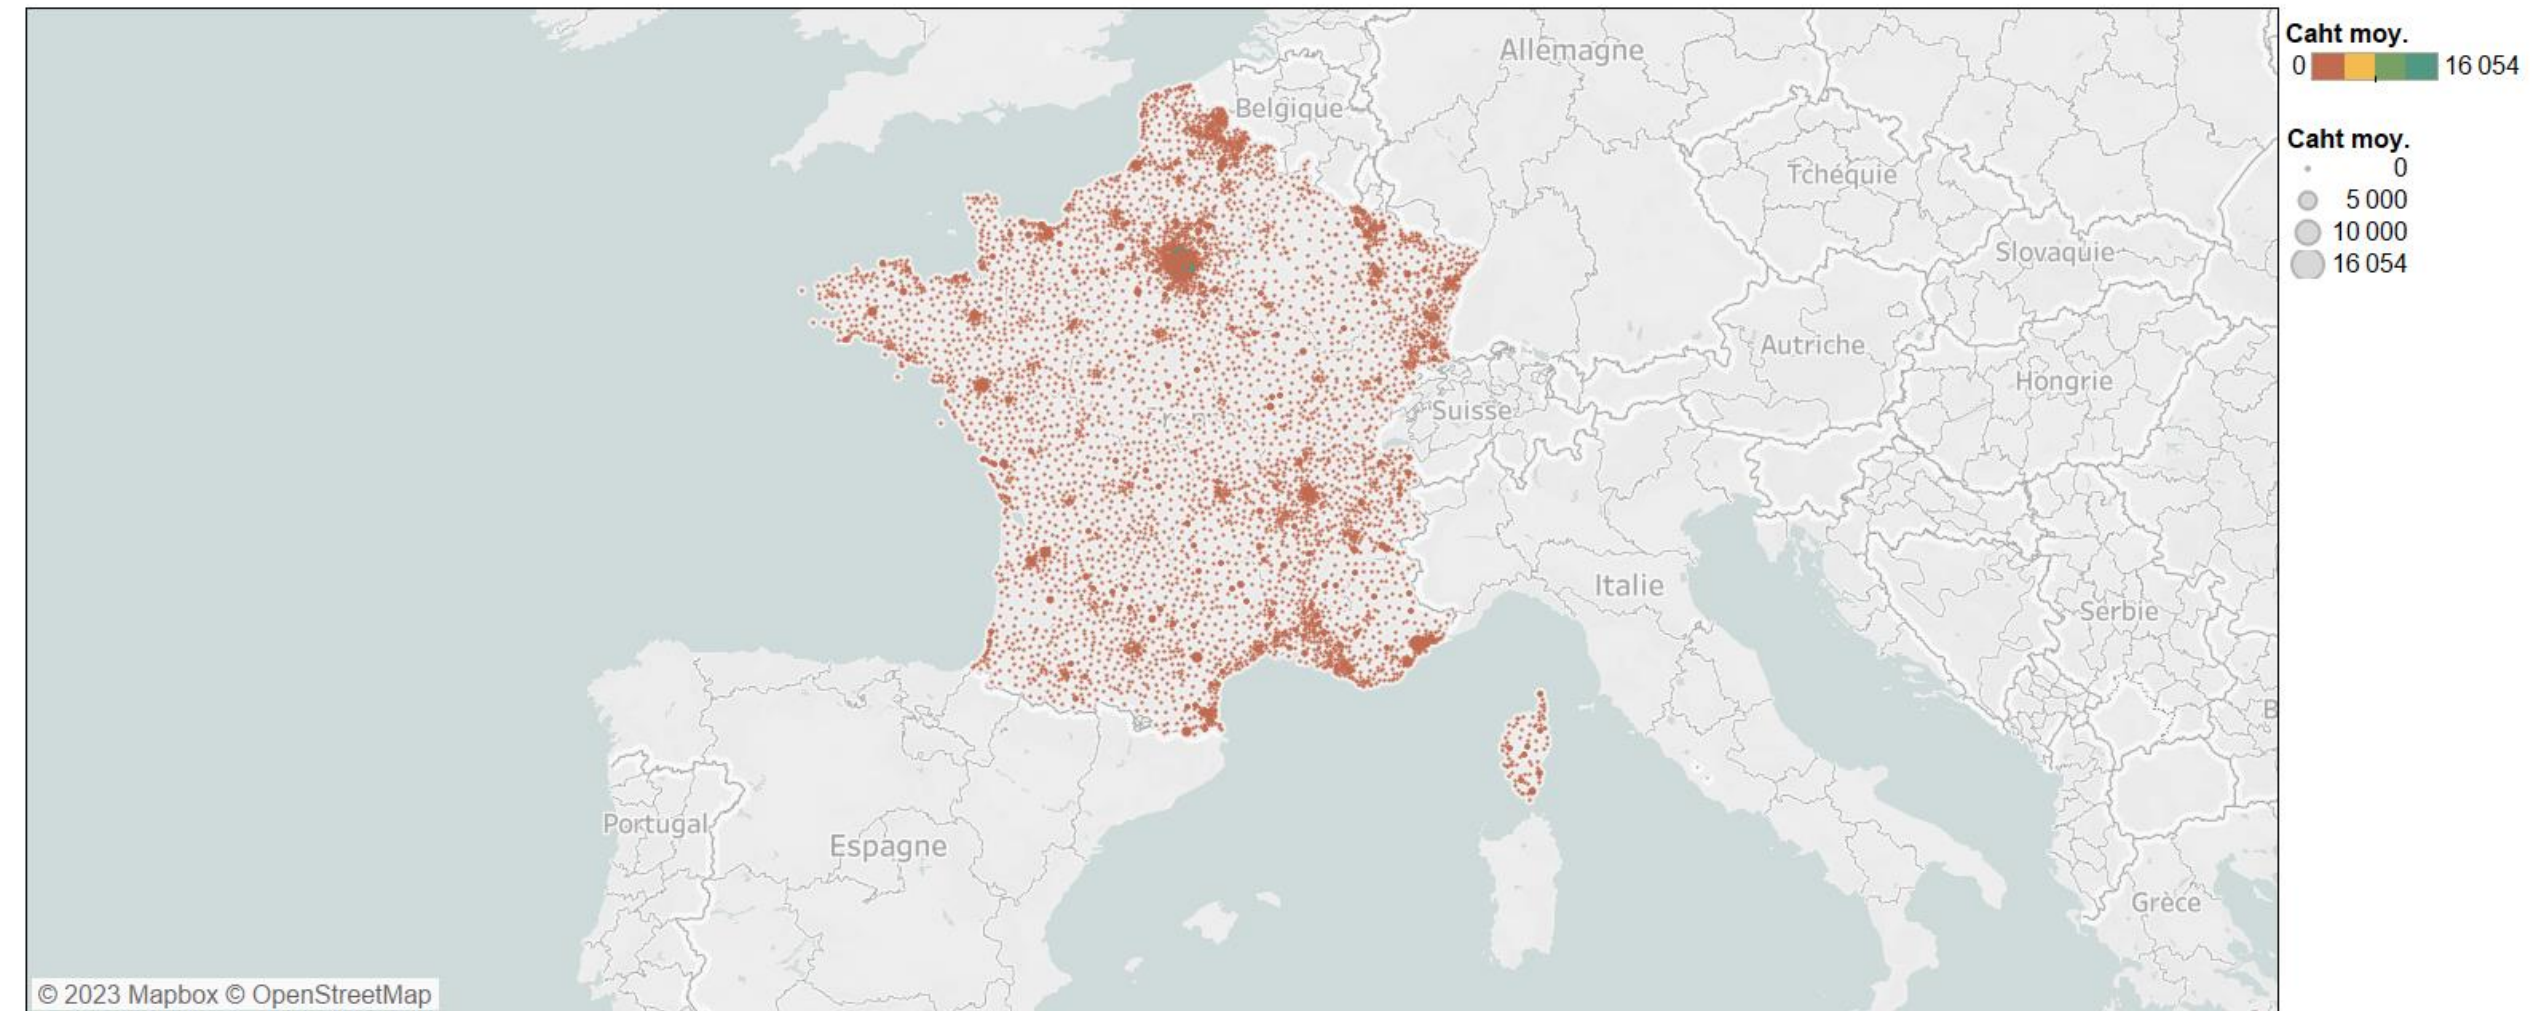 Caht moy.
0 16 054
Caht moy.
0
5 000
10 000
16 054
Allemagne
Belgique
Tchéquie
Slovaquie
Autriche
Hongrie
Suisse
Italie
Serbie
B
Portugal
Espagne
Grèce
© 2023 Mapbox © OpenStreetMap